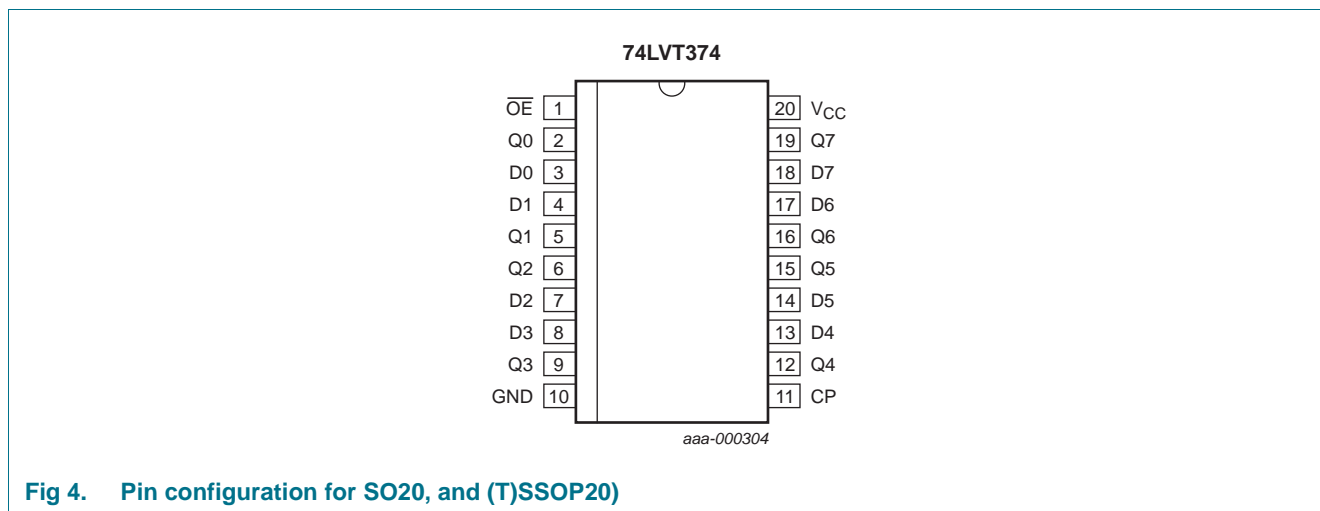 74LVT374
OE 1 20 VCC
Q0 2 19 Q7
D0 3 18 D7
D1 4 17 D6
Q1 5 16 Q6
Q2 6 15 Q5
D2 7 14 D5
D3 8 13 D4
Q3 9 12 Q4
GND 10 11 CP
aaa-000304
Fig 4. Pin configuration for SO20, and (T)SSOP20)